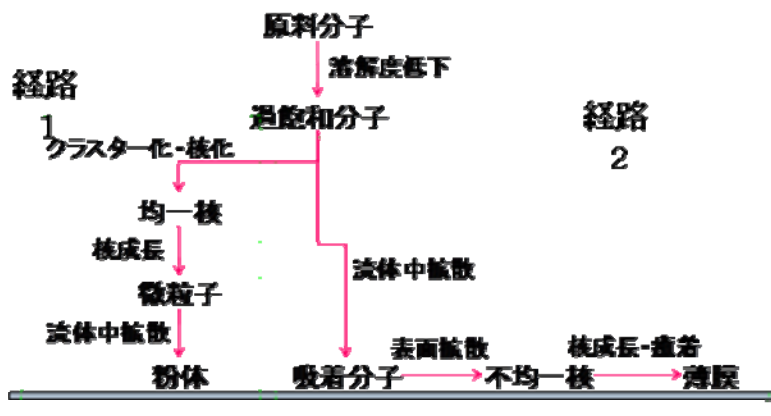 原料分子
溶解度低下
経路
1
過飽和分子
経路
2
クラスター化・核化
均一核
核成長
流体中拡散
微粒子
流体中拡散
表面拡散
核成長・癒着
粉体
吸着分子
不均一核
薄膜